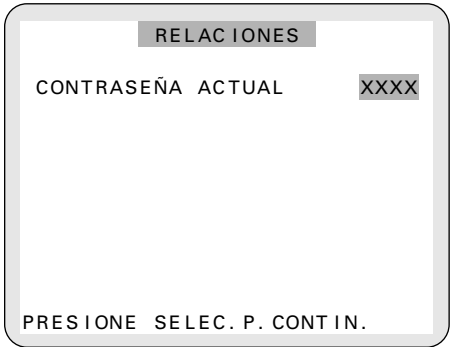 RELACIONES
CONTRASEÑA ACTUAL XXXX
PRESIONE SELEC.P.CONTIN.